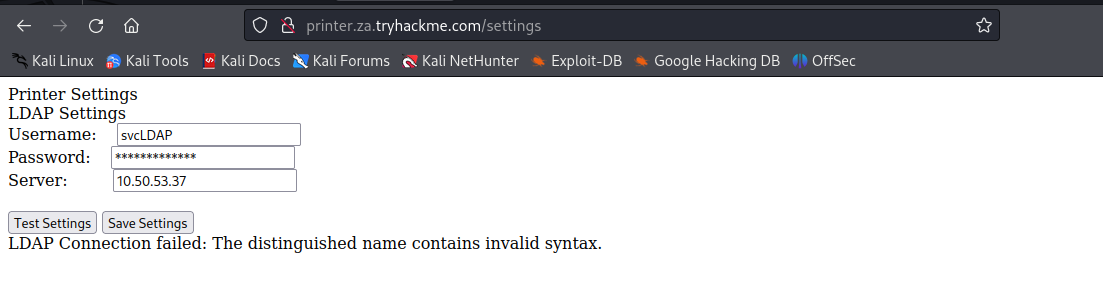 printer.za.tryhackme.com/settings
Kali Linux Kali Tools Kali Docs Kali Forums Kali NetHunter Exploit-DB Google Hacking DB OffSec
Printer Settings
LDAP Settings
Username: svcLDAP
Password: *************
Server: 10.50.53.37
Test Settings Save Settings
LDAP Connection failed: The distinguished name contains invalid syntax.